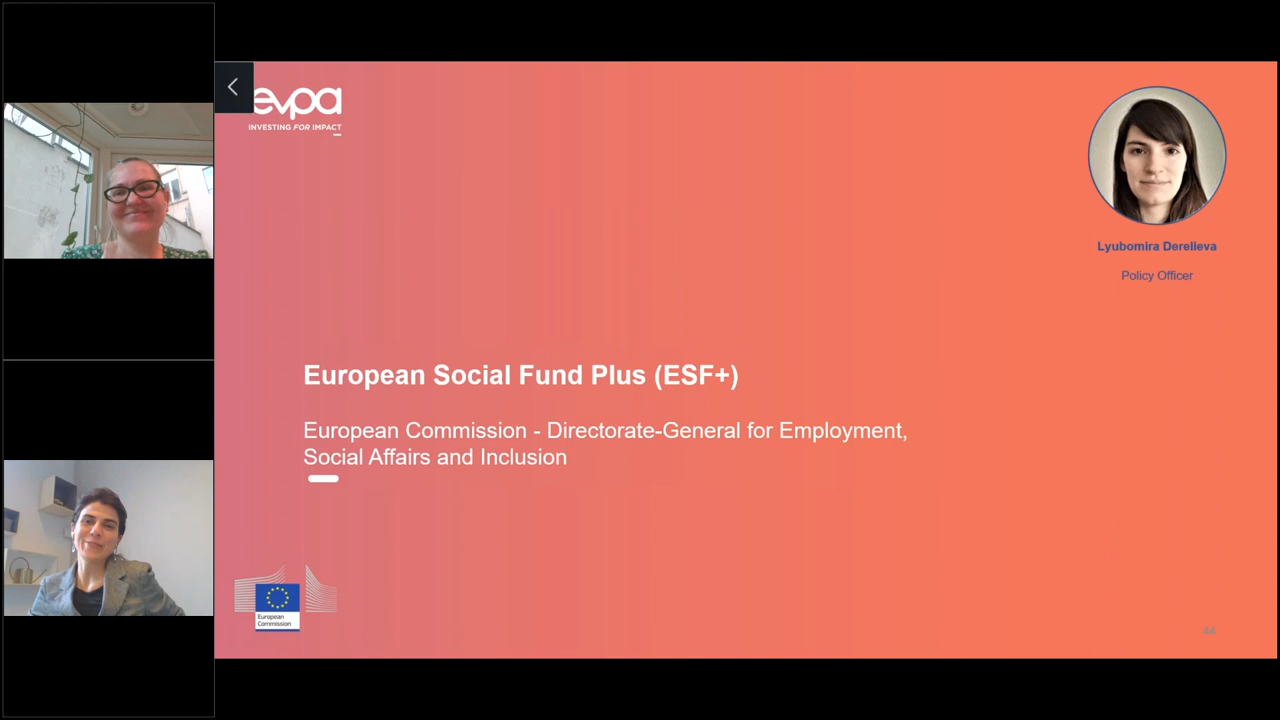 evpa
INVESTING FOR IMPACT
Lyubomira Derelieva
Policy Officer
European Social Fund Plus (ESF+)
European Commission - Directorate-General for Employment,
Social Affairs and Inclusion
European
Commission
44